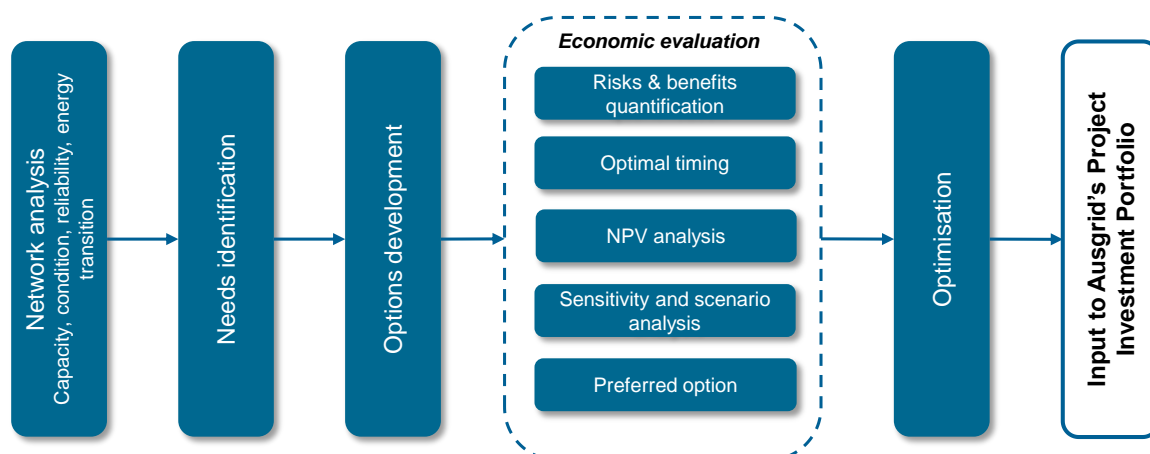 Network analysis
Capacity, condition, reliability, energy
transition
Needs identification
Options development
Economic evaluation
Risks & benefits
quantification
Optimal timing
NPV analysis
Sensitivity and scenario
analysis
Preferred option
Optimisation
Input to Ausgrid's Project
Investment Portfolio